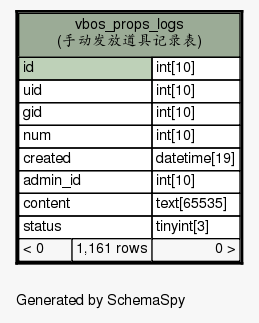 vbos_props_logs
(手动发放道具记录表)
id int[10]
uid int[10]
gid int[10]
num int[10]
created datetime[19]
admin_id int[10]
content text[65535]
status tinyint[3]
< 0 1,161 rows 0 >
Generated by SchemaSpy